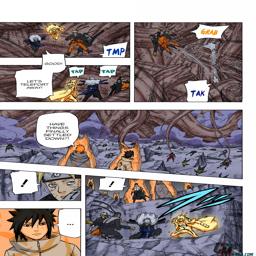 GRAB
TMP
GOOD!
TAP
TAP
LET'S
TELEPORT
AWAY!
TAK
HAVE
THINGS
FINALLY
SETTLED
DOWN?!
!
!
...